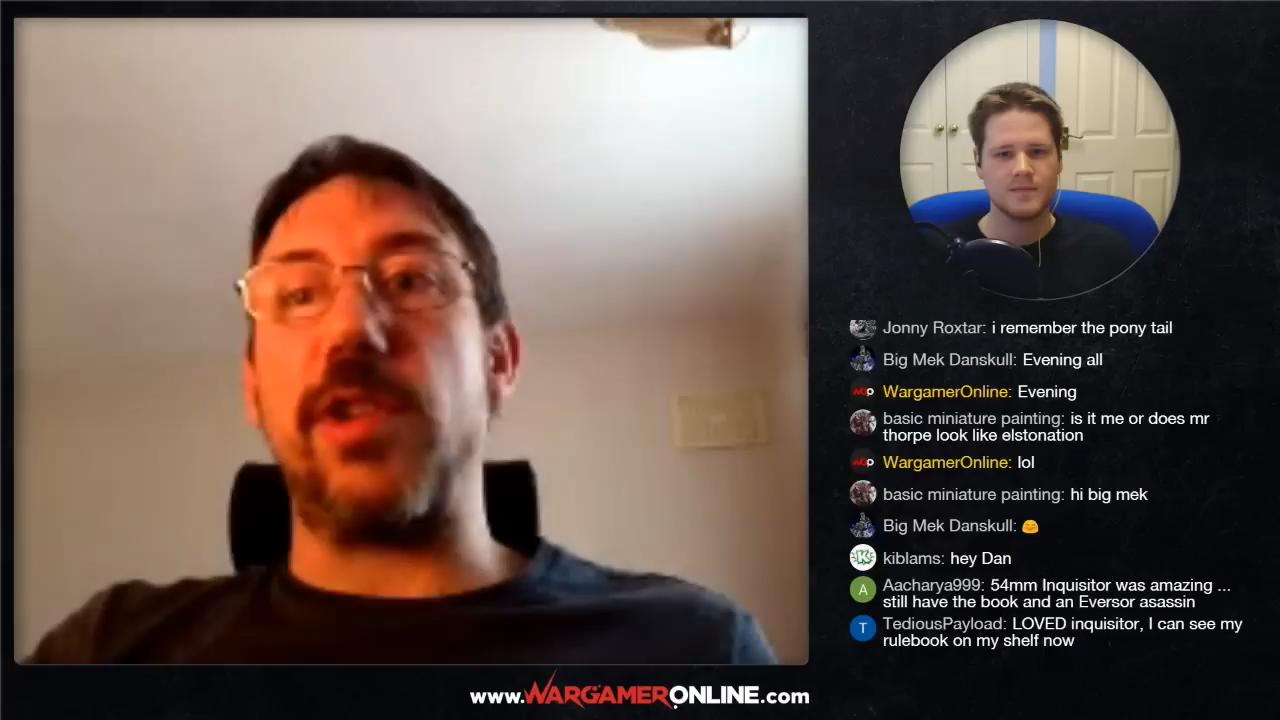 Jonny Roxtar: i remember the pony tail
Big Mek Danskull: Evening all
WOP WargamerOnline: Evening
basic miniature painting: is it me or does mr
thorpe look like elstonation
WOP WargamerOnline: lol
basic miniature painting: hi big mek
Big Mek Danskull: 😊
K kiblams: hey Dan
A Aacharya999: 54mm Inquisitor was amazing ...
still have the book and an Eversor asassin
T TediousPayload: LOVED inquisitor, I can see my
rulebook on my shelf now
www.WARGAMERONLINE.com